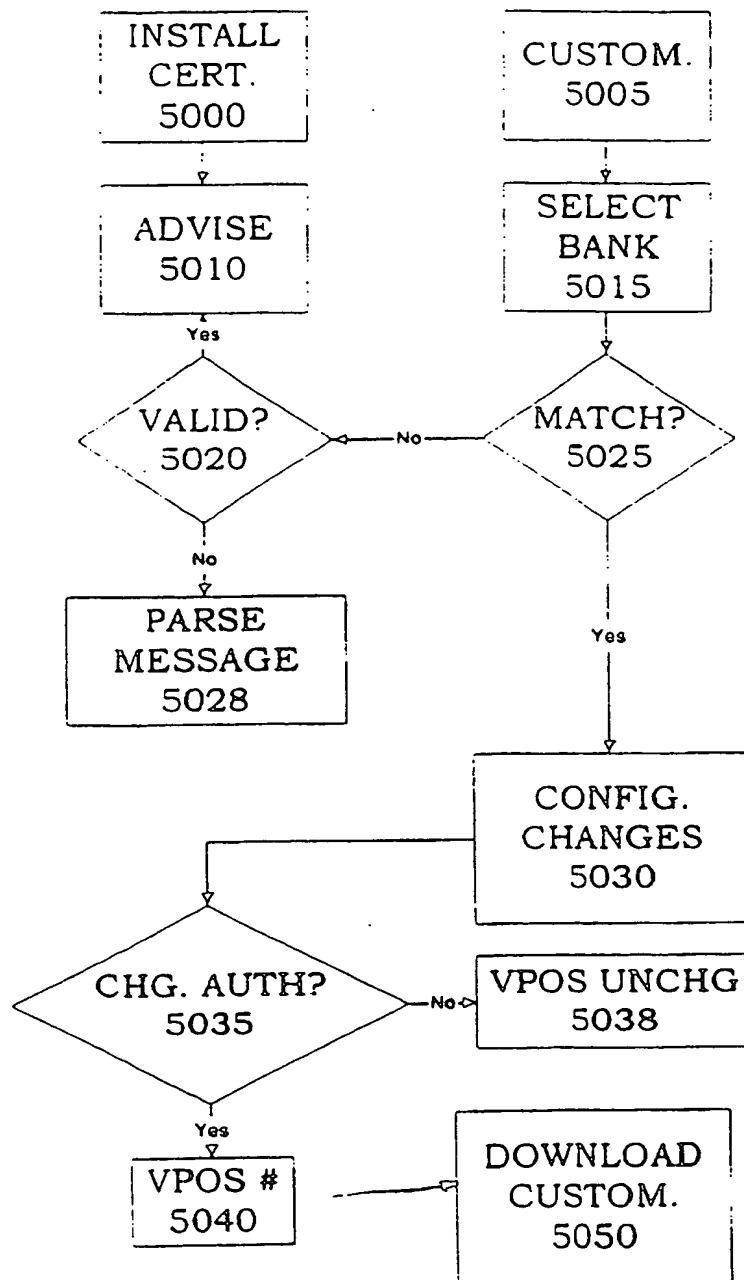 INSTALL
CERT.
5000
CUSTOM.
5005
ADVISE
5010
SELECT
BANK
5015
Yes
VALID?
5020
No
MATCH?
5025
No
PARSE
MESSAGE
5028
Yes
CONFIG.
CHANGES
5030
CHG. AUTH?
5035
No
VPOS UNCHG
5038
Yes
VPOS #
5040
DOWNLOAD
CUSTOM.
5050